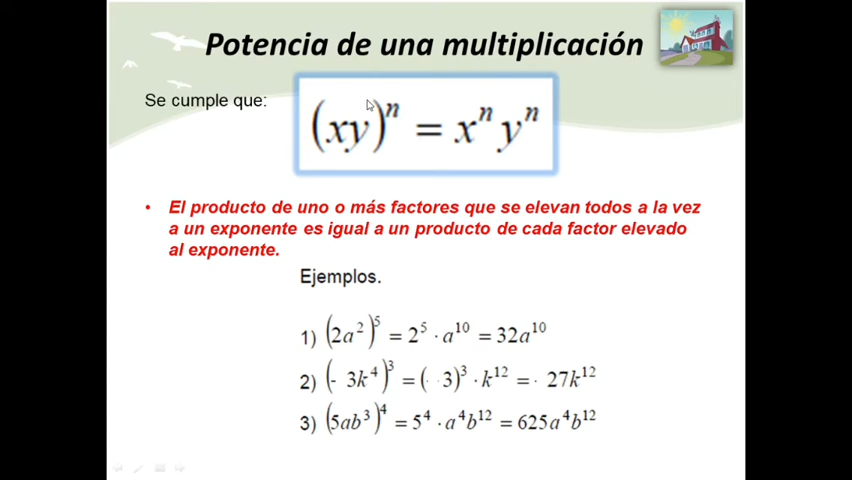 Potencia de una multiplicación
Se cumple que:
(xy)ⁿ = xⁿ yⁿ
• El producto de uno o más factores que se elevan todos a la vez
a un exponente es igual a un producto de cada factor elevado
al exponente.
Ejemplos.
1) (2a²)⁵ = 2⁵ · a¹⁰ = 32a¹⁰
2) (- 3k⁴)³ = (- 3)³ · k¹² = - 27k¹²
3) (5ab³)⁴ = 5⁴ · a⁴b¹² = 625a⁴b¹²